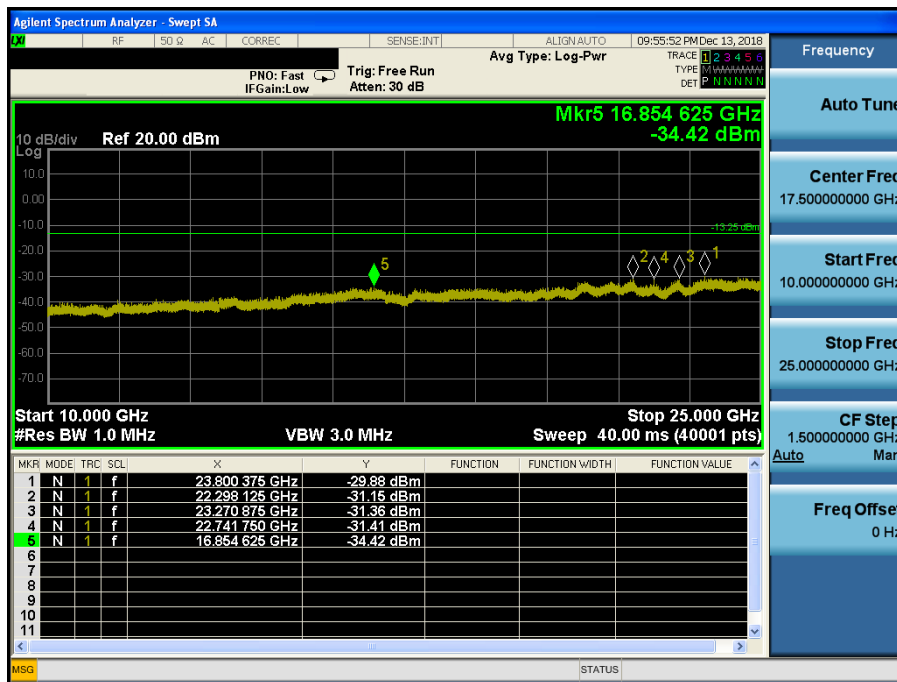 Agilent Spectrum Analyzer - Swept SA
LXI RF 50 Ω AC CORREC SENSE:INT ALIGN AUTO 09:55:52 PM Dec 13, 2018
PNO: Fast
IFGain:Low
Trig: Free Run
Atten: 30 dB
Avg Type: Log-Pwr
TRACE 1 2 3 4 5 6
TYPE M
DET P N N N N N
Mkr5 16.854 625 GHz
-34.42 dBm
10 dB/div Ref 20.00 dBm
Log
10.0
0.00
-10.0
-20.0
-30.0
-40.0
-50.0
-60.0
-70.0
-13.25 dBm
5 2 4 3 1
Start 10.000 GHz Stop 25.000 GHz
#Res BW 1.0 MHz VBW 3.0 MHz Sweep 40.00 ms (40001 pts)
MKR MODE TRC SCL X Y FUNCTION FUNCTION WIDTH FUNCTION VALUE
1 N 1 f 23.800 375 GHz -29.88 dBm
2 N 1 f 22.298 125 GHz -31.15 dBm
3 N 1 f 23.270 875 GHz -31.36 dBm
4 N 1 f 22.741 750 GHz -31.41 dBm
5 N 1 f 16.854 625 GHz -34.42 dBm
6
7
8
9
10
11
MSG STATUS
Frequency
Auto Tune
Center Freq
17.500000000 GHz
Start Freq
10.000000000 GHz
Stop Freq
25.000000000 GHz
CF Step
1.500000000 GHz
Auto Man
Freq Offset
0 Hz